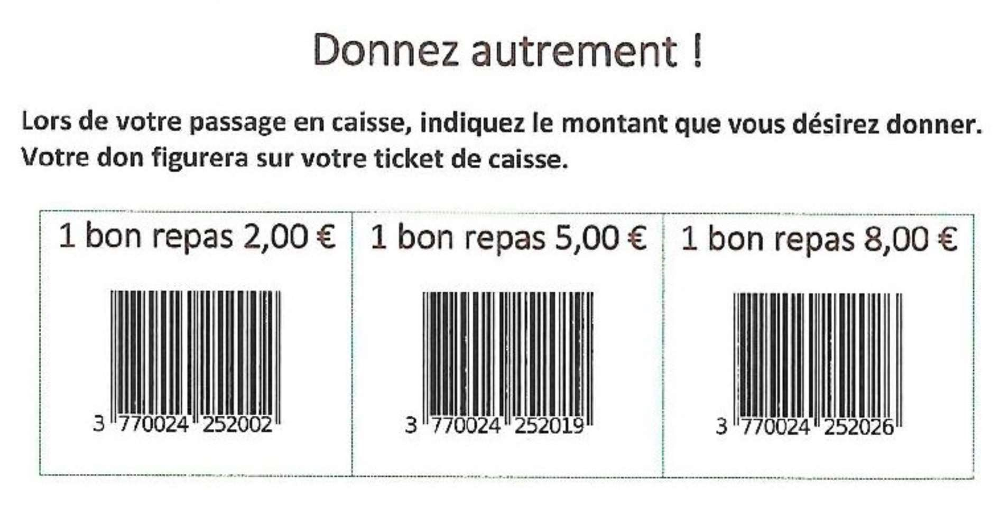 Donnez autrement !
Lors de votre passage en caisse, indiquez le montant que vous désirez donner.
Votre don figurera sur votre ticket de caisse.
1 bon repas 2,00 €
1 bon repas 5,00 €
1 bon repas 8,00 €
3 770024 252002
3 770024 252019
3 770024 252026